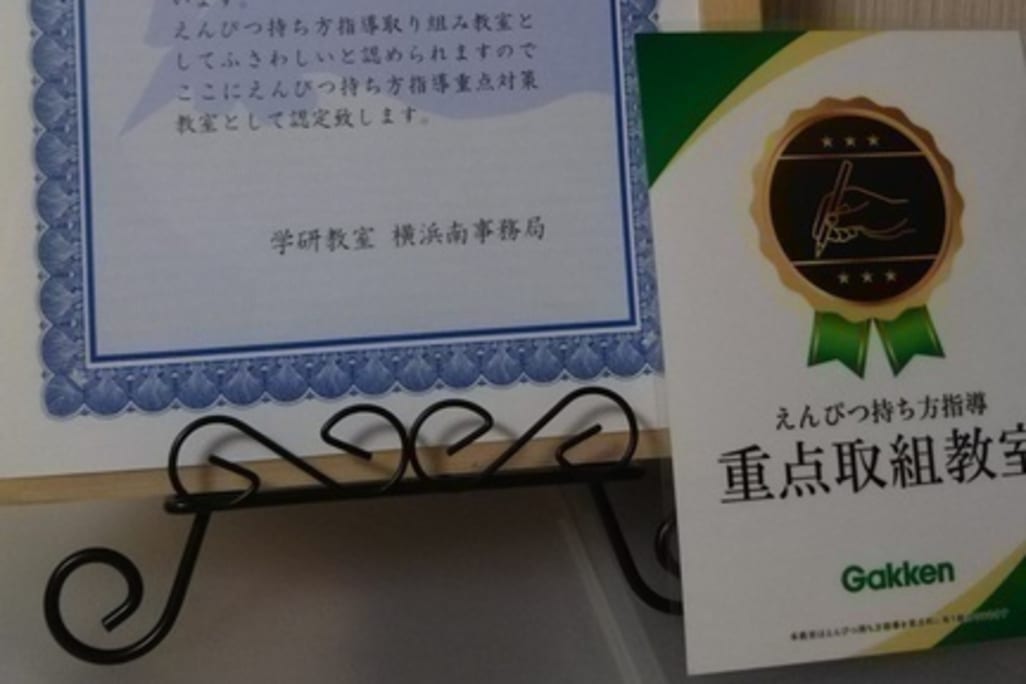 います。
えんぴつ持ち方指導取り組み教室と
してふさわしいと認められますので
ここにえんぴつ持ち方指導重点対策
教室として認定致します。
学研教室 横浜南事務局
えんぴつ持ち方指導
重点取組教室
Gakken